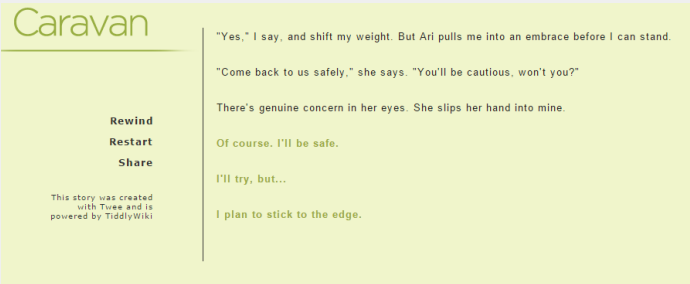 Caravan
Rewind
Restart
Share
This story was created
with Twee and is
powered by TiddlyWiki
"Yes," I say, and shift my weight. But Ari pulls me into an embrace before I can stand.
"Come back to us safely," she says. "You'll be cautious, won't you?"
There's genuine concern in her eyes. She slips her hand into mine.
Of course. I'll be safe.
I'll try, but...
I plan to stick to the edge.